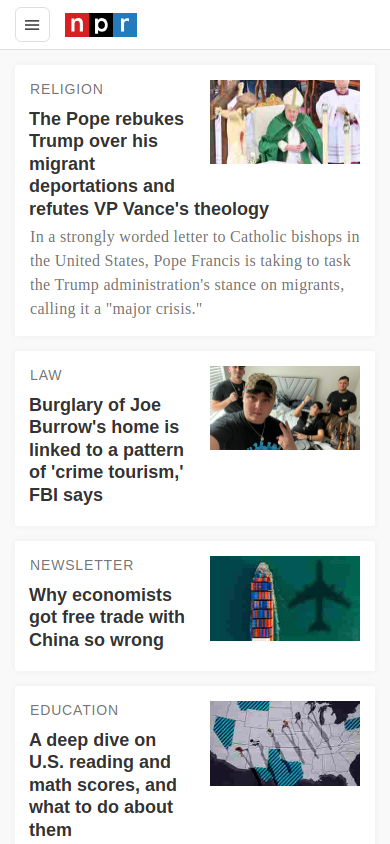 npr
RELIGION
The Pope rebukes
Trump over his
migrant
deportations and
refutes VP Vance's theology
In a strongly worded letter to Catholic bishops in
the United States, Pope Francis is taking to task
the Trump administration's stance on migrants,
calling it a "major crisis."
LAW
Burglary of Joe
Burrow's home is
linked to a pattern
of 'crime tourism,'
FBI says
NEWSLETTER
Why economists
got free trade with
China so wrong
EDUCATION
A deep dive on
U.S. reading and
math scores, and
what to do about
them